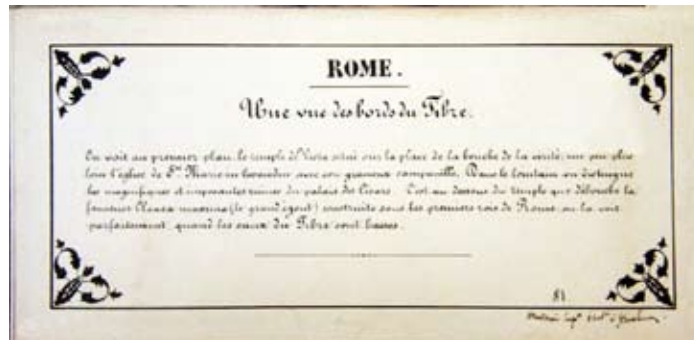 ROME.
Une vue des bords du Tibre.
On voit au premier plan, le temple de Vesta situé sur la place de la bouche de la vérité, un peu plus
loin l'église de Ste Marie in avec son gracieux campanille. Dans le lointain on distingue
les magnifiques et imposantes ruines du palais des Césars. C'est au dessous du temple que débouche la
fameuse Cloaca maxima (le grand égout) construite sous les premiers rois de Rome, on la voit
parfaitement, quand les eaux du Tibre sont basses.